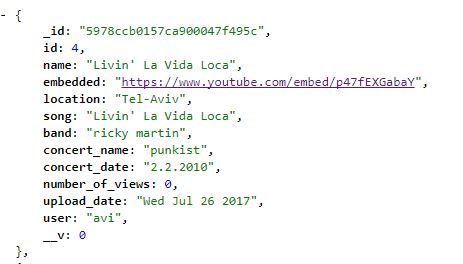 - {
_id: "5978ccb0157ca900047f495c",
id: 4,
name: "Livin' La Vida Loca",
embedded: "https://www.youtube.com/embed/p47fEXGabaY",
location: "Tel-Aviv",
song: "Livin' La Vida Loca",
band: "ricky martin",
concert_name: "punkist",
concert_date: "2.2.2010",
number_of_views: 0,
upload_date: "Wed Jul 26 2017",
user: "avi",
__v: 0
},